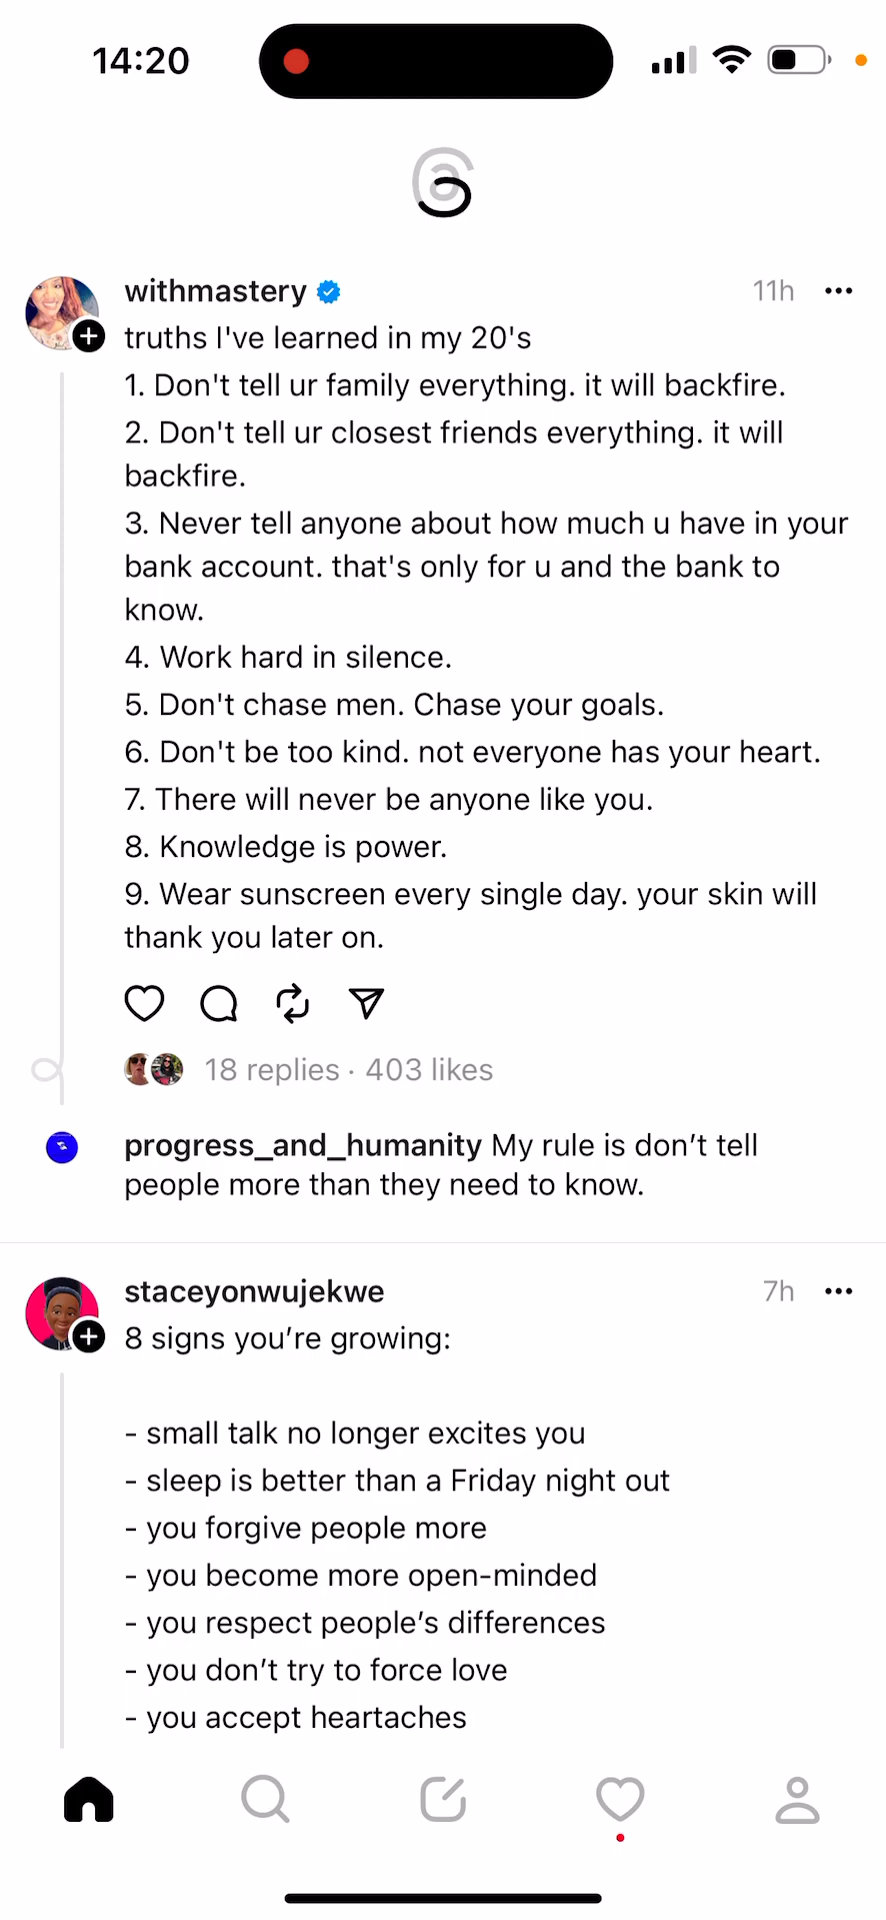 14:20
withmastery
11h
truths I've learned in my 20's
1. Don't tell ur family everything. it will backfire.
2. Don't tell ur closest friends everything. it will
backfire.
3. Never tell anyone about how much u have in your
bank account. that's only for u and the bank to
know.
4. Work hard in silence.
5. Don't chase men. Chase your goals.
6. Don't be too kind. not everyone has your heart.
7. There will never be anyone like you.
8. Knowledge is power.
9. Wear sunscreen every single day. your skin will
thank you later on.
18 replies · 403 likes
progress_and_humanity My rule is don’t tell
people more than they need to know.
staceyonwujekwe
7h
8 signs you’re growing:
- small talk no longer excites you
- sleep is better than a Friday night out
- you forgive people more
- you become more open-minded
- you respect people’s differences
- you don’t try to force love
- you accept heartaches